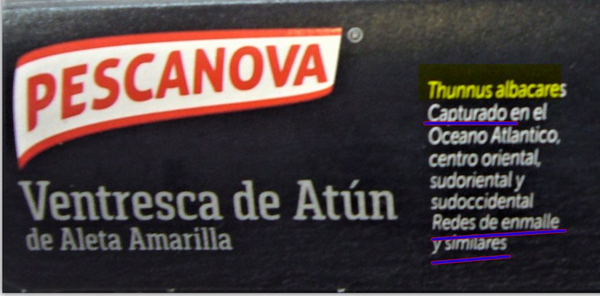 PESCANOVA®
Ventresca de Atún
de Aleta Amarilla
Thunnus albacares
Capturado en el
Oceano Atlantico,
centro oriental,
sudoriental y
sudoccidental
Redes de enmalle
y similares